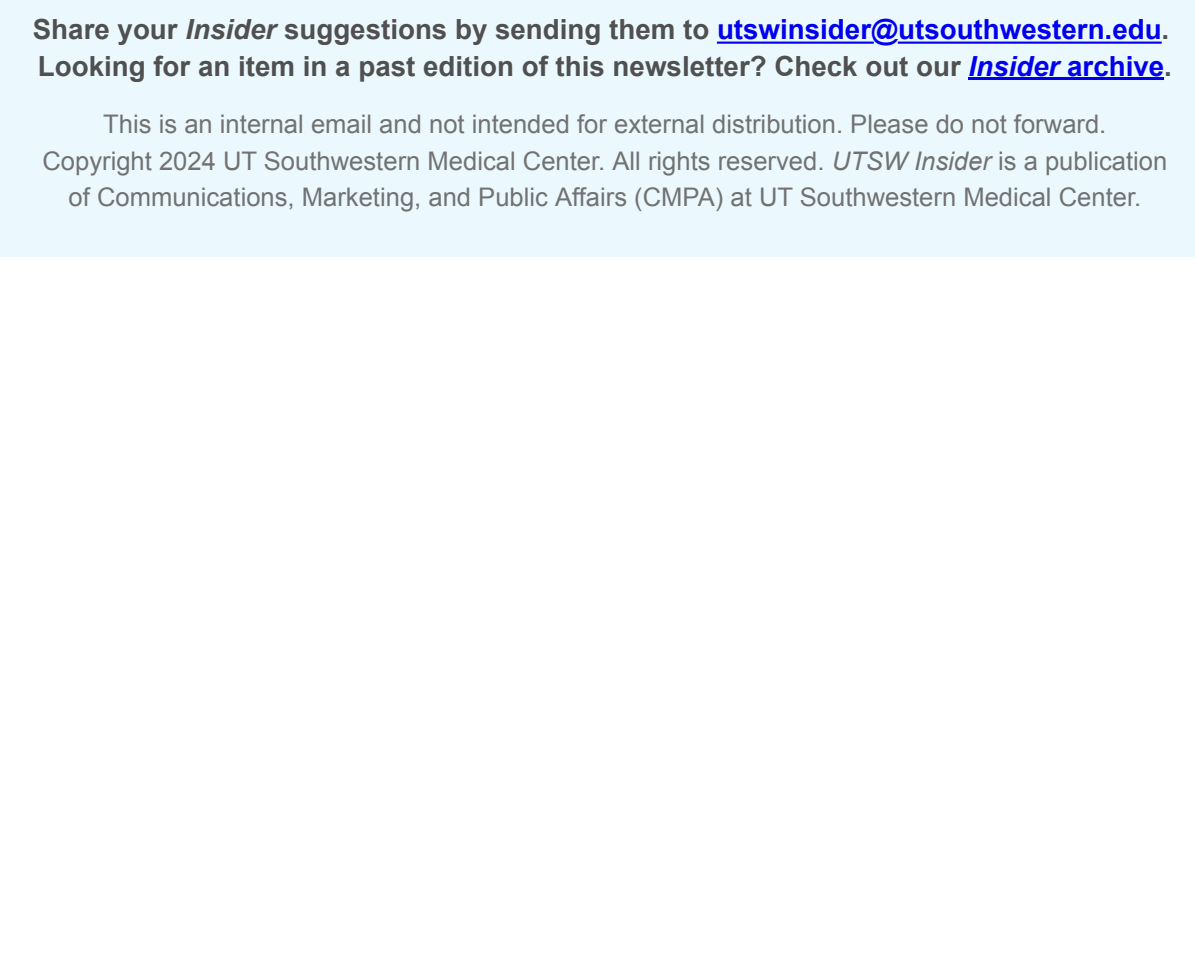 Share your Insider suggestions by sending them to utswinsider@utsouthwestern.edu.
Looking for an item in a past edition of this newsletter? Check out our Insider archive.
This is an internal email and not intended for external distribution. Please do not forward.
Copyright 2024 UT Southwestern Medical Center. All rights reserved. UTSW Insider is a publication
of Communications, Marketing, and Public Affairs (CMPA) at UT Southwestern Medical Center.